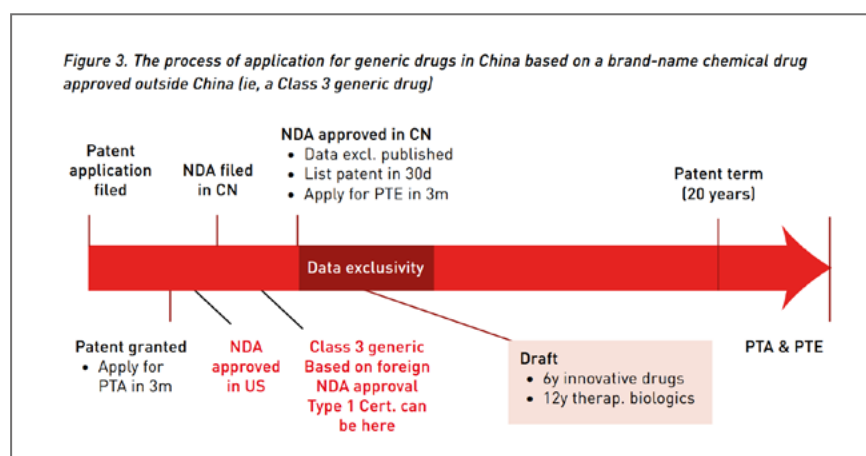 Figure 3. The process of application for generic drugs in China based on a brand-name chemical drug
approved outside China (ie, a Class 3 generic drug)
Patent
application
filed
NDA filed
in CN
NDA approved in CN
• Data excl. published
• List patent in 30d
• Apply for PTE in 3m
Patent term
(20 years)
Data exclusivity
Patent granted
• Apply for
PTA in 3m
NDA
approved
in US
Class 3 generic
Based on foreign
NDA approval
Type 1 Cert. can
be here
Draft
• 6y innovative drugs
• 12y therap. biologics
PTA & PTE